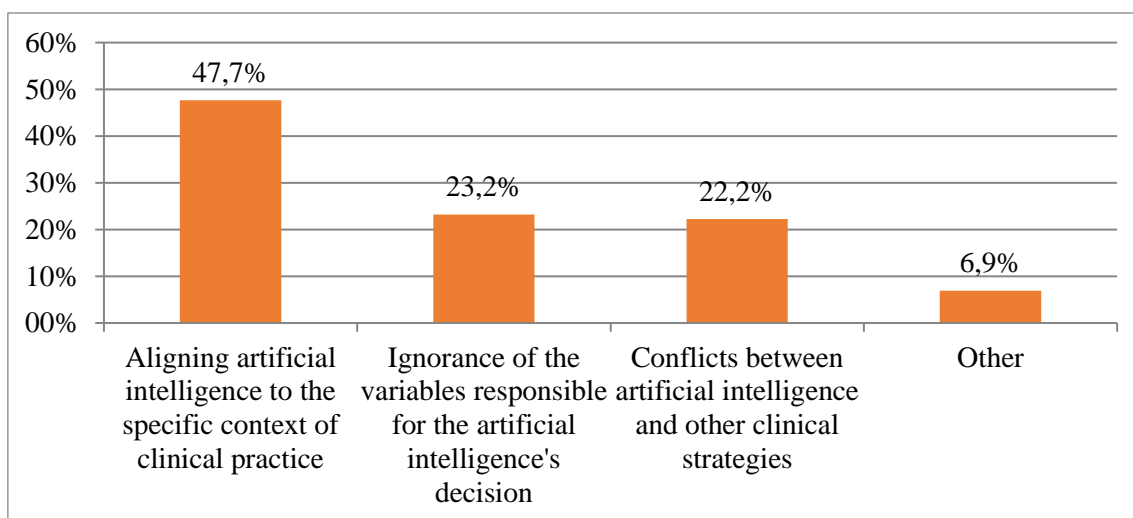 60%
50%
40%
30%
20%
10%
00%
47,7%
23,2%
22,2%
6,9%
Aligning artificial
intelligence to the
specific context of
clinical practice
Ignorance of the
variables responsible
for the artificial
intelligence's
decision
Conflicts between
artificial intelligence
and other clinical
strategies
Other